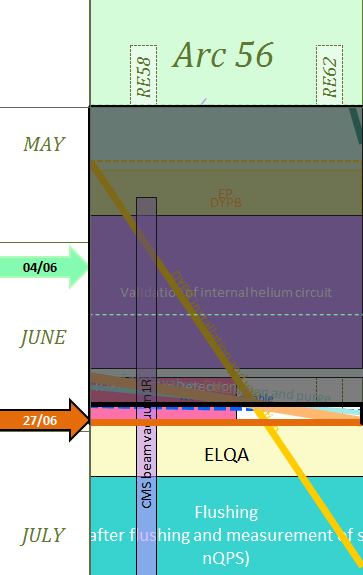 Arc 56
RE58
RE62
MAY
EP
DYPB
04/06
Validation of internal helium circuit
JUNE
27/06
CMS beam vacuum 1R
ELQA
JULY
Flushing
after flushing and measurement of s
nQPS)